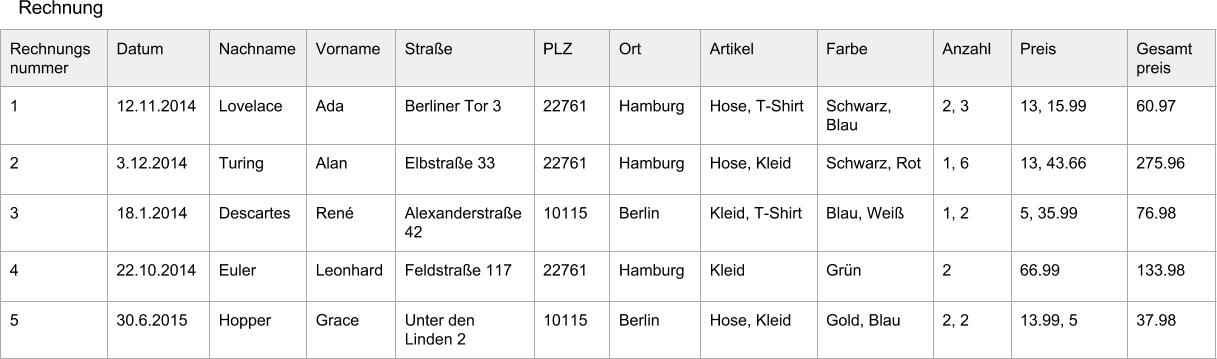 Rechnung
Rechnungs nummer Datum Nachname Vorname Straße PLZ Ort Artikel Farbe Anzahl Preis Gesamt preis
1 12.11.2014 Lovelace Ada Berliner Tor 3 22761 Hamburg Hose, T-Shirt Schwarz, Blau 2, 3 13, 15.99 60.97
2 3.12.2014 Turing Alan Elbstraße 33 22761 Hamburg Hose, Kleid Schwarz, Rot 1, 6 13, 43.66 275.96
3 18.1.2014 Descartes René Alexanderstraße 42 10115 Berlin Kleid, T-Shirt Blau, Weiß 1, 2 5, 35.99 76.98
4 22.10.2014 Euler Leonhard Feldstraße 117 22761 Hamburg Kleid Grün 2 66.99 133.98
5 30.6.2015 Hopper Grace Unter den Linden 2 10115 Berlin Hose, Kleid Gold, Blau 2, 2 13.99, 5 37.98